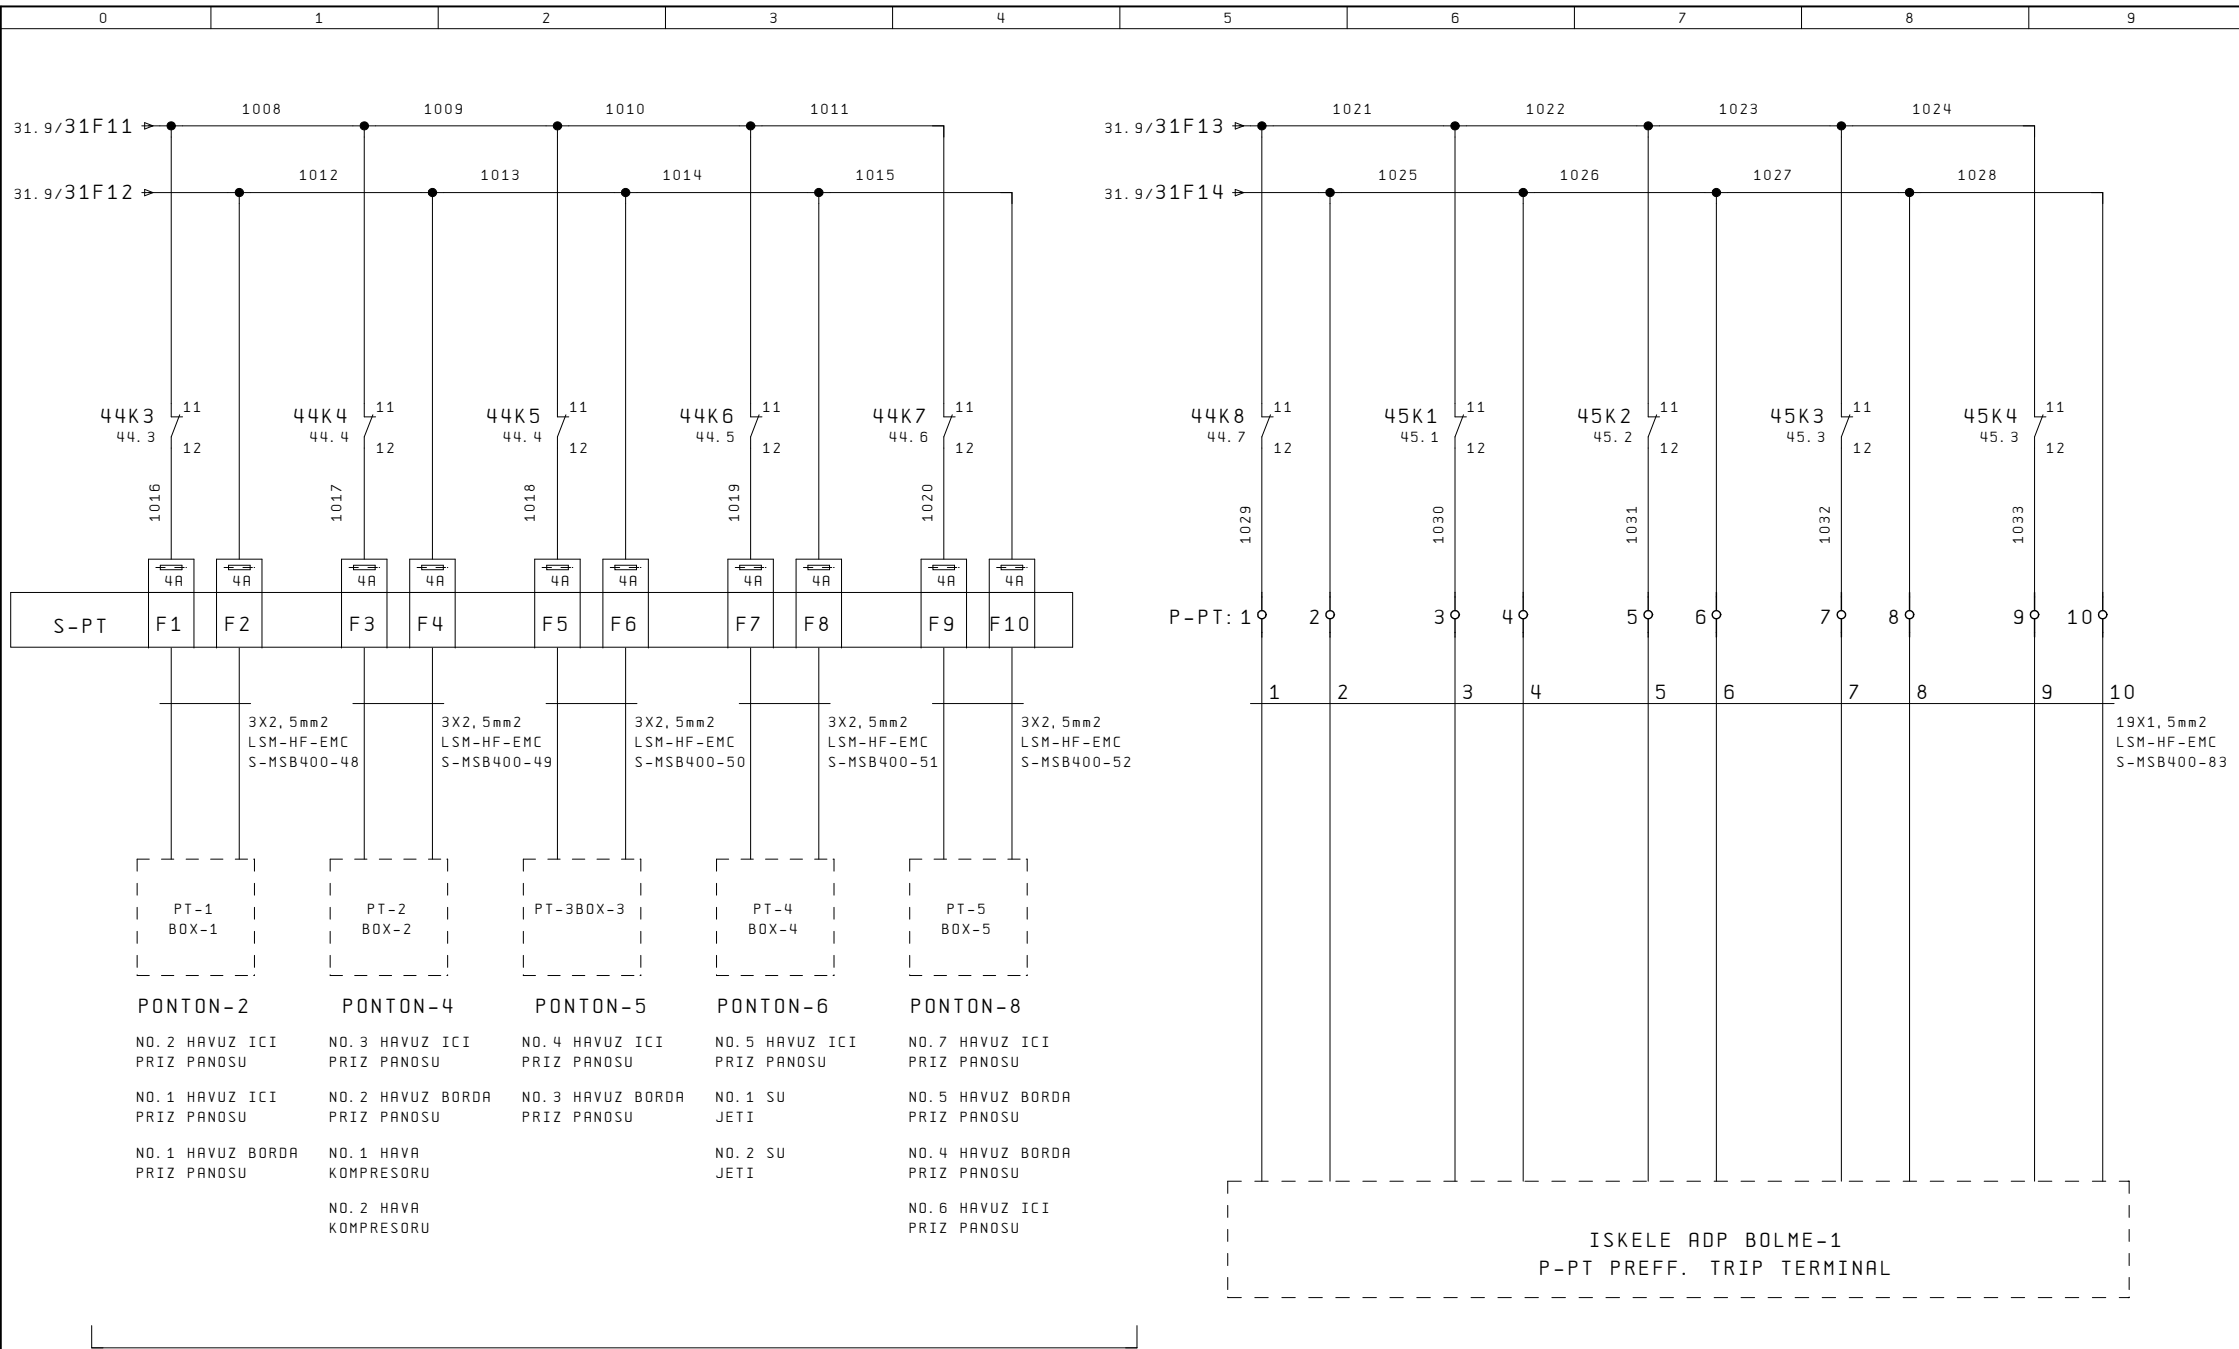 0 1 2 3 4 5 6 7 8 9
1008 1009 1010 1011
31.9/31F11
1012 1013 1014 1015
31.9/31F12
1021 1022 1023 1024
31.9/31F13
1025 1026 1027 1028
31.9/31F14
44K3 11
44.3 12
44K4 11
44.4 12
44K5 11
44.4 12
44K6 11
44.5 12
44K7 11
44.6 12
44K8 11
44.7 12
45K1 11
45.1 12
45K2 11
45.2 12
45K3 11
45.3 12
45K4 11
45.3 12
1016 1017 1018 1019 1020
1029 1030 1031 1032 1033
4A 4A 4A 4A 4A 4A 4A 4A 4A 4A
S-PT F1 F2 F3 F4 F5 F6 F7 F8 F9 F10
P-PT: 1 2 3 4 5 6 7 8 9 10
1 2 3 4 5 6 7 8 9 10
3X2,5mm2
LSM-HF-EMC
S-MSB400-48
3X2,5mm2
LSM-HF-EMC
S-MSB400-49
3X2,5mm2
LSM-HF-EMC
S-MSB400-50
3X2,5mm2
LSM-HF-EMC
S-MSB400-51
3X2,5mm2
LSM-HF-EMC
S-MSB400-52
19X1,5mm2
LSM-HF-EMC
S-MSB400-83
PT-1
BOX-1
PT-2
BOX-2
PT-3BOX-3
PT-4
BOX-4
PT-5
BOX-5
PONTON-2
NO.2 HAVUZ ICI
PRIZ PANOSU
NO.1 HAVUZ ICI
PRIZ PANOSU
NO.1 HAVUZ BORDA
PRIZ PANOSU
PONTON-4
NO.3 HAVUZ ICI
PRIZ PANOSU
NO.2 HAVUZ BORDA
PRIZ PANOSU
NO.1 HAVA
KOMPRESORU
NO.2 HAVA
KOMPRESORU
PONTON-5
NO.4 HAVUZ ICI
PRIZ PANOSU
NO.3 HAVUZ BORDA
PRIZ PANOSU
PONTON-6
NO.5 HAVUZ ICI
PRIZ PANOSU
NO.1 SU
JETI
NO.2 SU
JETI
PONTON-8
NO.7 HAVUZ ICI
PRIZ PANOSU
NO.5 HAVUZ BORDA
PRIZ PANOSU
NO.4 HAVUZ BORDA
PRIZ PANOSU
NO.6 HAVUZ ICI
PRIZ PANOSU
ISKELE ADP BOLME-1
P-PT PREFF. TRIP TERMINAL